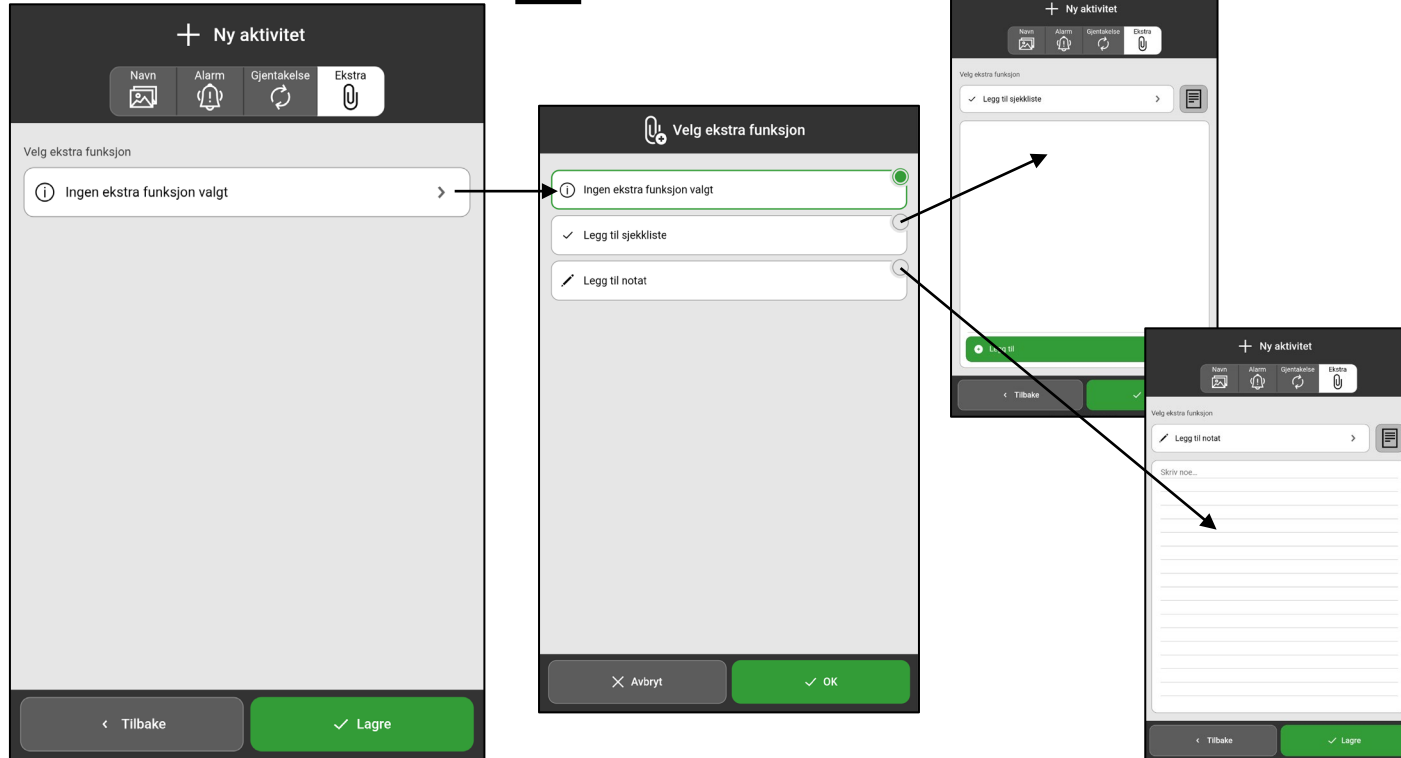 Ny aktivitet
Navn Alarm Gjentakelse Ekstra
Velg ekstra funksjon
Ingen ekstra funksjon valgt
Tilbake Lagre
Velg ekstra funksjon
Ingen ekstra funksjon valgt
Legg til sjekkliste
Legg til notat
Avbryt OK
Ny aktivitet
Navn Alarm Gjentakelse Ekstra
Velg ekstra funksjon
Legg til sjekkliste
Legg til
Tilbake
Ny aktivitet
Navn Alarm Gjentakelse Ekstra
Velg ekstra funksjon
Legg til notat
Skriv noe...
Tilbake Lagre